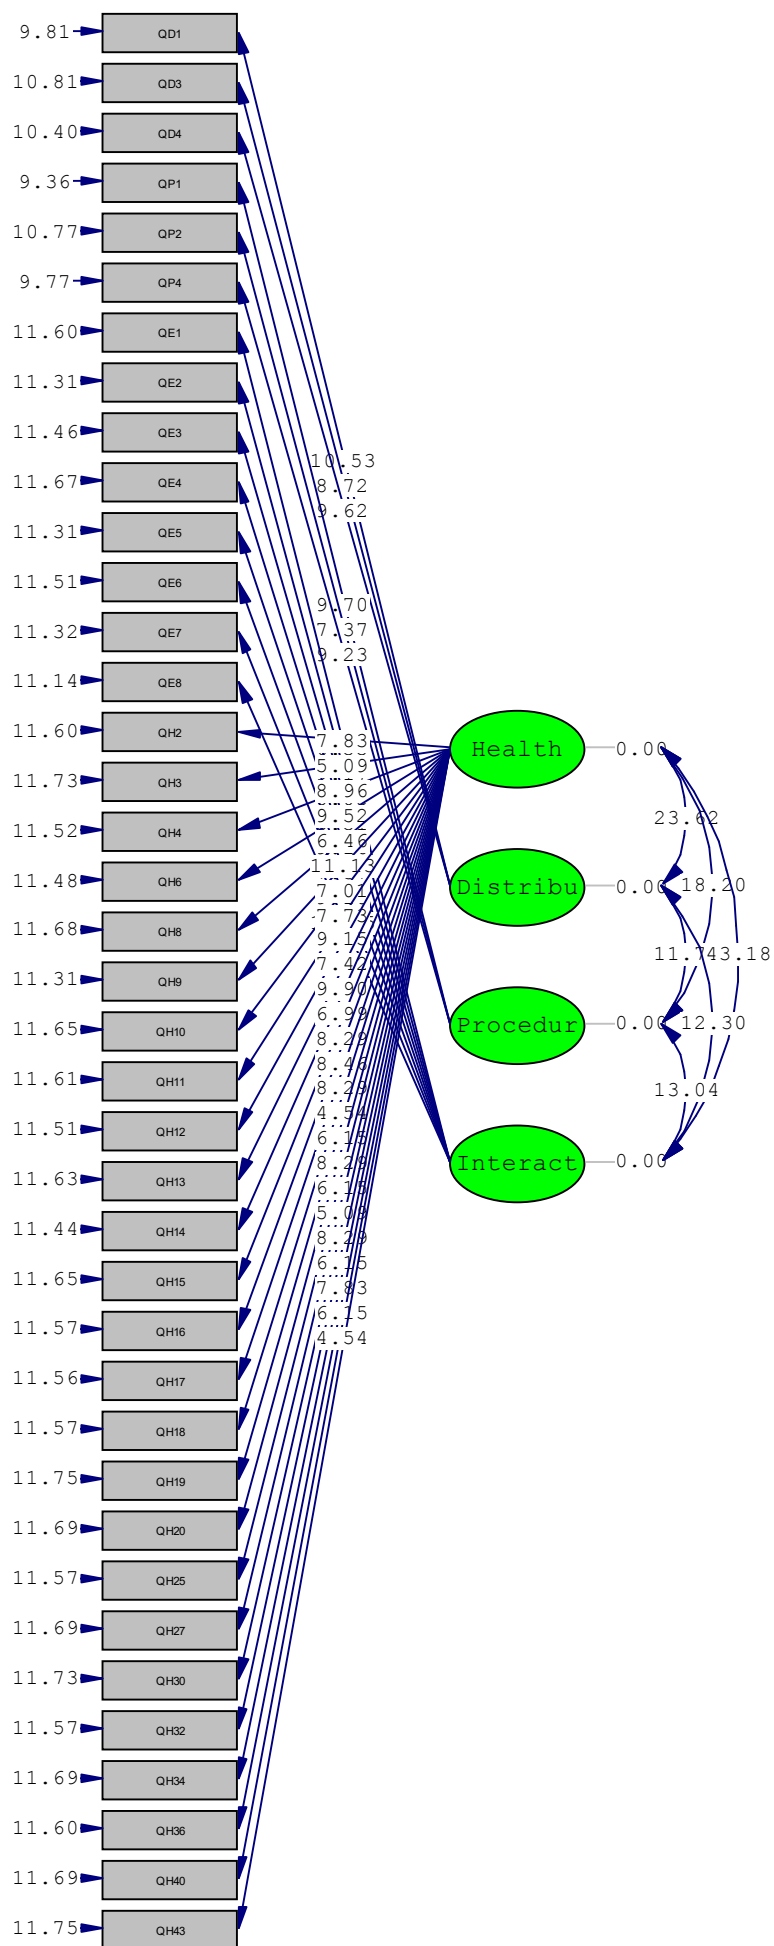 9.81 QD1
10.81 QD3
10.40 QD4
9.36 QP1
10.77 QP2
9.77 QP4
11.60 QE1
11.31 QE2
11.46 QE3
11.67 QE4
11.31 QE5
11.51 QE6
11.32 QE7
11.14 QE8
11.60 QH2
11.73 QH3
11.52 QH4
11.48 QH6
11.68 QH8
11.31 QH9
11.65 QH10
11.61 QH11
11.51 QH12
11.63 QH13
11.44 QH14
11.65 QH15
11.57 QH16
11.56 QH17
11.57 QH18
11.75 QH19
11.69 QH20
11.57 QH25
11.69 QH27
11.73 QH30
11.57 QH32
11.69 QH34
11.60 QH36
11.69 QH40
11.75 QH43
10.53
8.72
9.62
9.70
7.37
9.23
7.83
5.09
8.96
9.52
6.46
11.13
7.01
7.73
9.15
7.42
9.90
6.99
8.29
8.46
8.29
4.54
6.15
8.29
6.15
5.09
8.29
6.15
7.83
6.15
4.54
Health 0.00
Distribu 0.00
Procedur 0.00
Interact 0.00
23.62
18.20
11.74
3.18
12.30
13.04